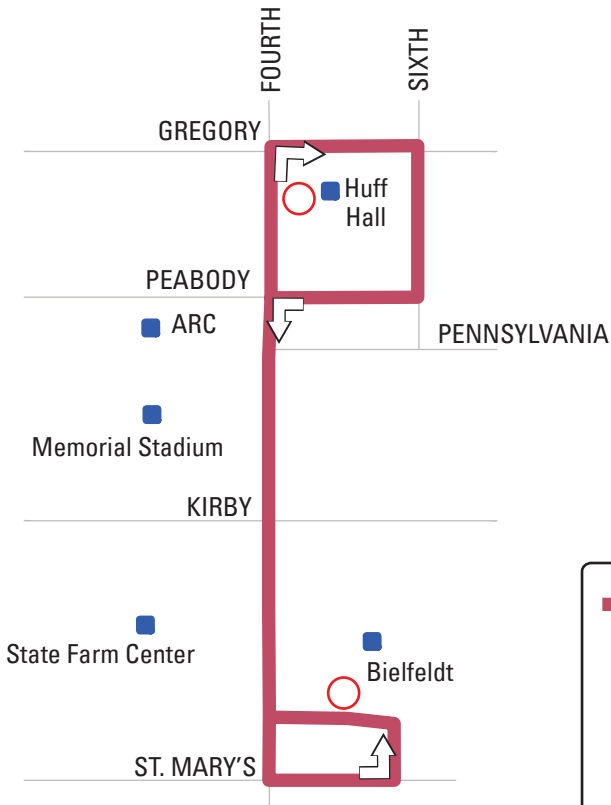 FOURTH
SIXTH
GREGORY
Huff
Hall
PEABODY
ARC
PENNSYLVANIA
Memorial Stadium
KIRBY
State Farm Center
Bielfeldt
ST. MARY'S